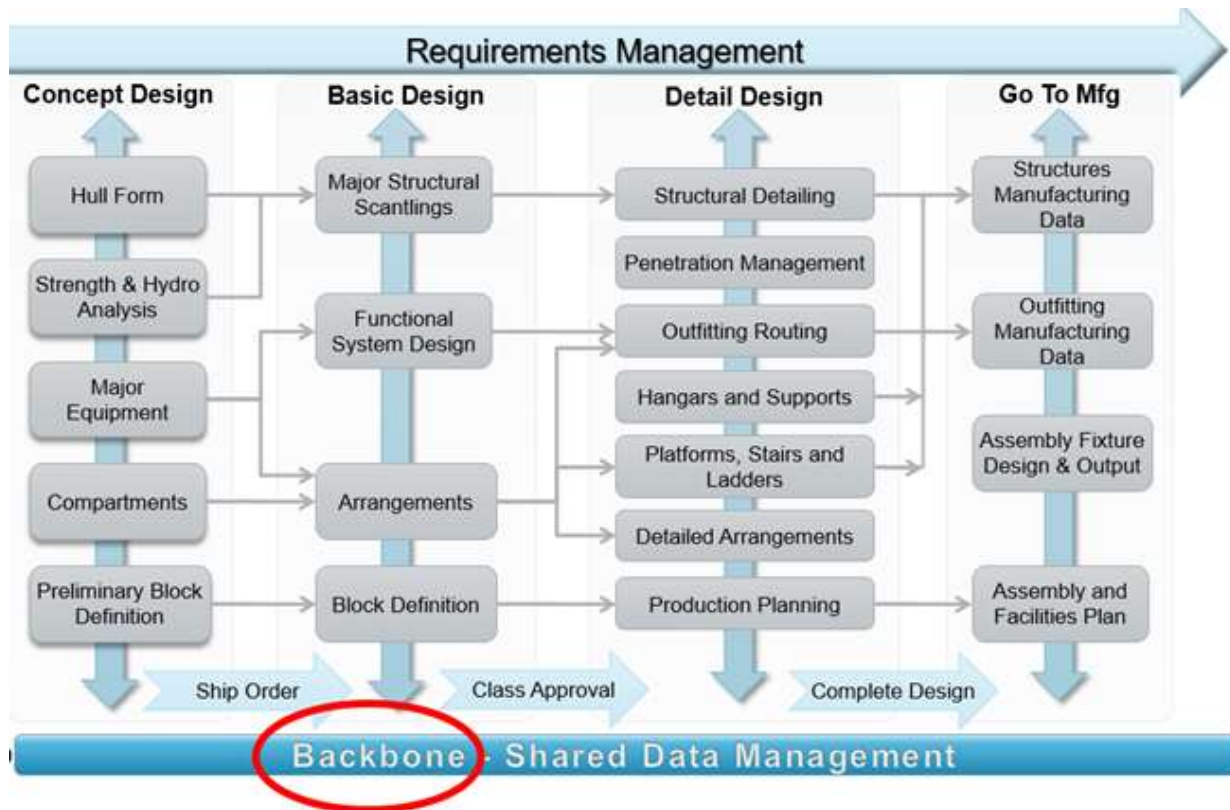 Requirements Management
Concept Design
Basic Design
Detail Design
Go To Mfg
Hull Form
Strength & Hydro
Analysis
Major
Equipment
Compartments
Preliminary Block
Definition
Major Structural
Scantlings
Functional
System Design
Arrangements
Block Definition
Structural Detailing
Penetration Management
Outfitting Routing
Hangars and Supports
Platforms, Stairs and
Ladders
Detailed Arrangements
Production Planning
Structures
Manufacturing
Data
Outfitting
Manufacturing
Data
Assembly Fixture
Design & Output
Assembly and
Facilities Plan
Ship Order
Class Approval
Complete Design
Backbone - Shared Data Management